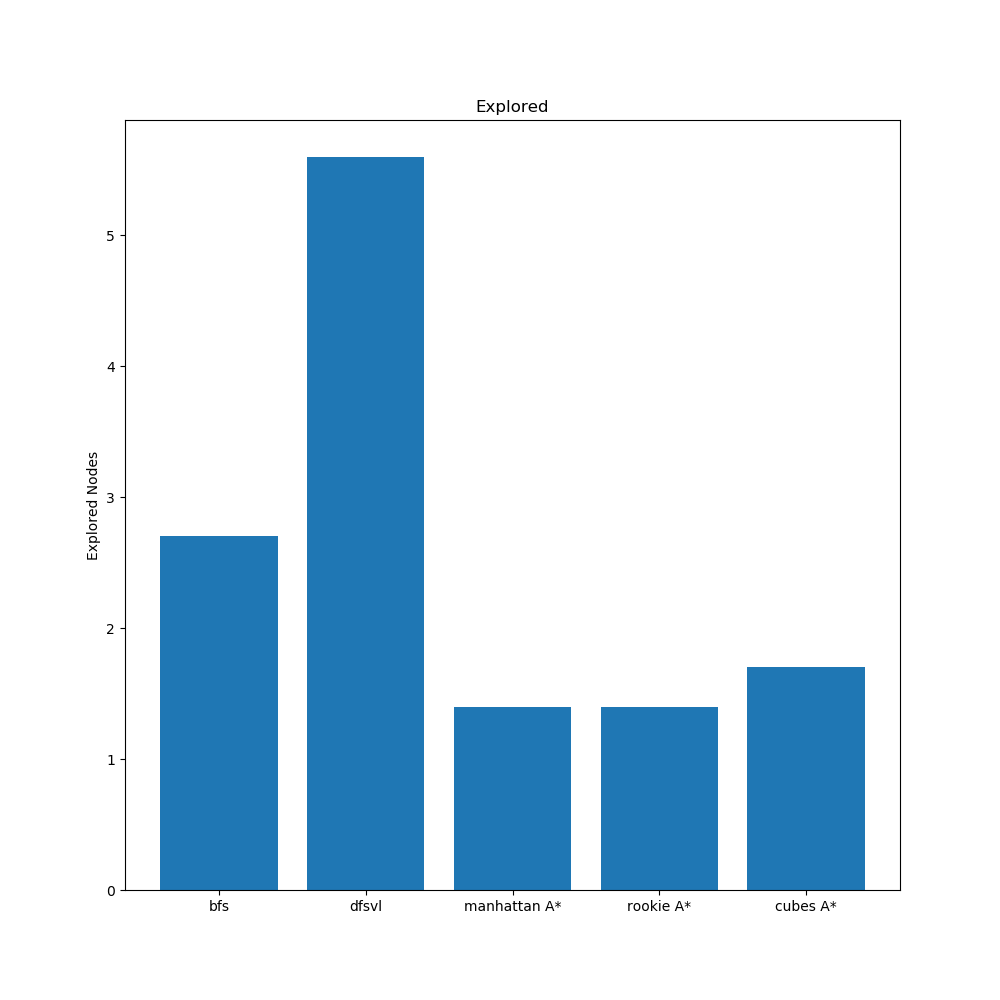 Explored
Explored Nodes
5
4
3
2
1
0
bfs
dfsvl
manhattan A*
rookie A*
cubes A*